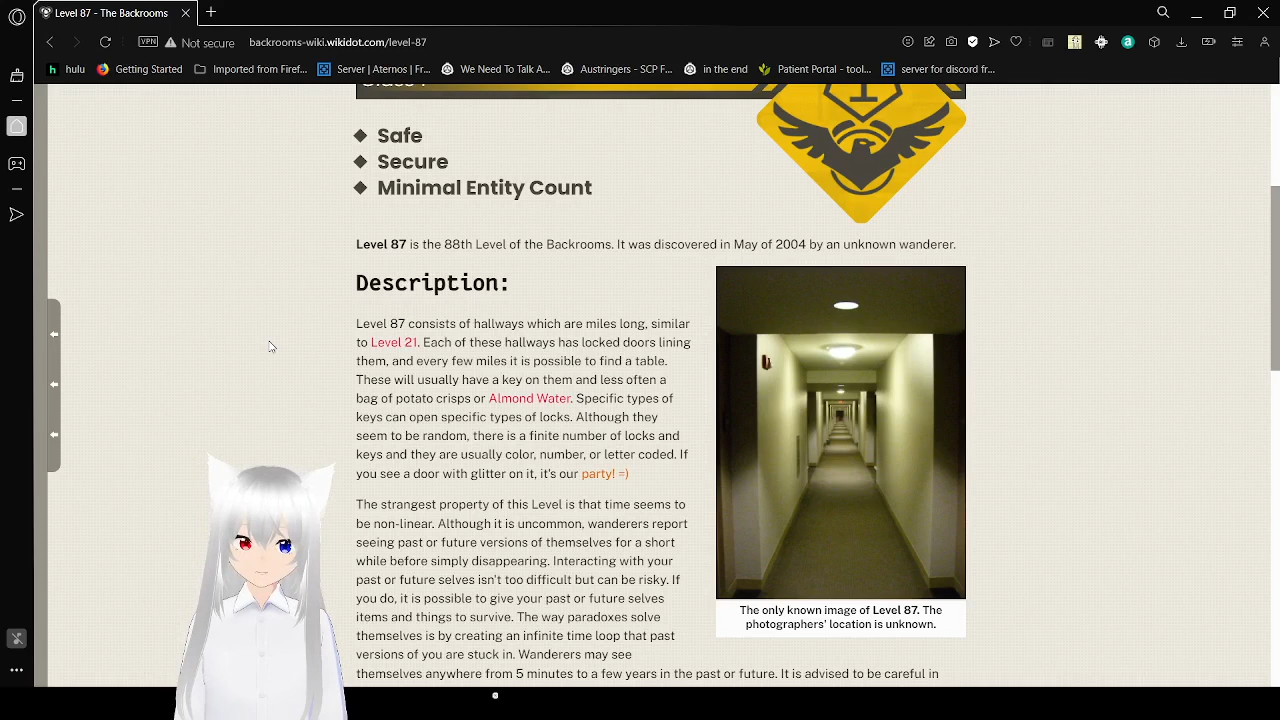 Level 87 - The Backrooms
VPN Not secure backrooms-wiki.wikidot.com/level-87
hulu Getting Started Imported from Firef... Server | Aternos | Fr... We Need To Talk A... Austringers - SCP F... in the end Patient Portal - tool... server for discord fr...
Safe
Secure
Minimal Entity Count
Level 87 is the 88th Level of the Backrooms. It was discovered in May of 2004 by an unknown wanderer.
Description:
Level 87 consists of hallways which are miles long, similar
to Level 21. Each of these hallways has locked doors lining
them, and every few miles it is possible to find a table.
These will usually have a key on them and less often a
bag of potato crisps or Almond Water. Specific types of
keys can open specific types of locks. Although they
seem to be random, there is a finite number of locks and
keys and they are usually color, number, or letter coded. If
you see a door with glitter on it, it's our party! =)
The strangest property of this Level is that time seems to
be non-linear. Although it is uncommon, wanderers report
seeing past or future versions of themselves for a short
while before simply disappearing. Interacting with your
past or future selves isn't too difficult but can be risky. If
you do, it is possible to give your past or future selves
items and things to survive. The way paradoxes solve
themselves is by creating an infinite time loop that past
versions of you are stuck in. Wanderers may see
themselves anywhere from 5 minutes to a few years in the past or future. It is advised to be careful in
The only known image of Level 87. The
photographers' location is unknown.